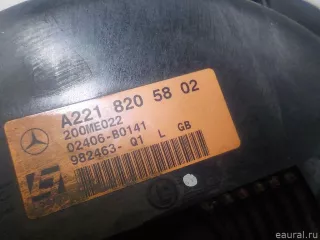 A221 820 58 02
200ME022
02406-B0141
982463- Q1 L GB
eaural.ru